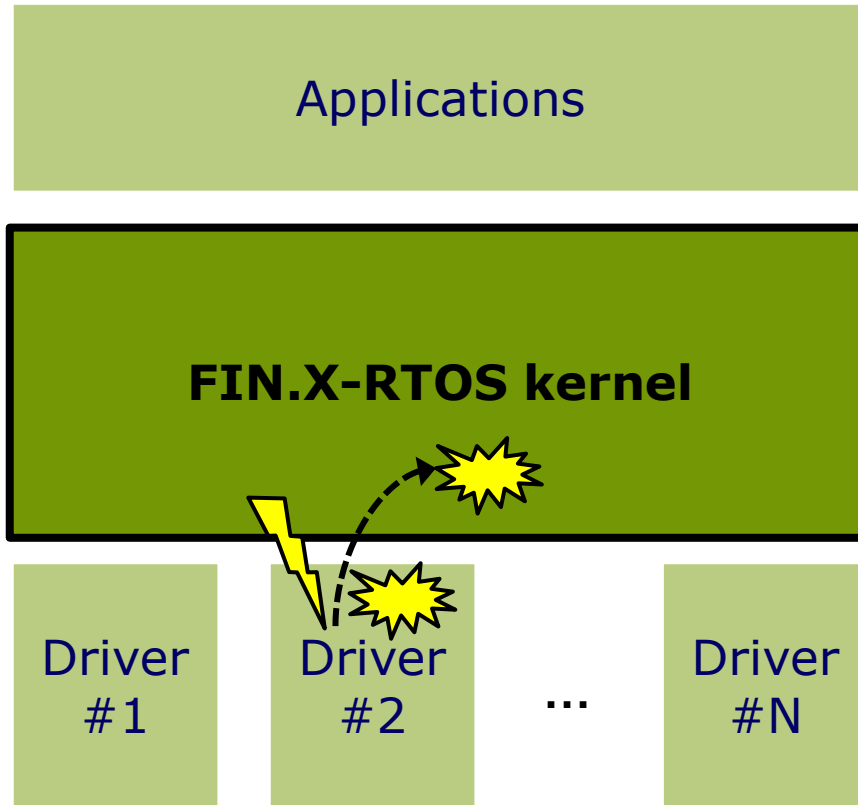 Applications
FIN.X-RTOS kernel
Driver
#1
Driver
#2
...
Driver
#N